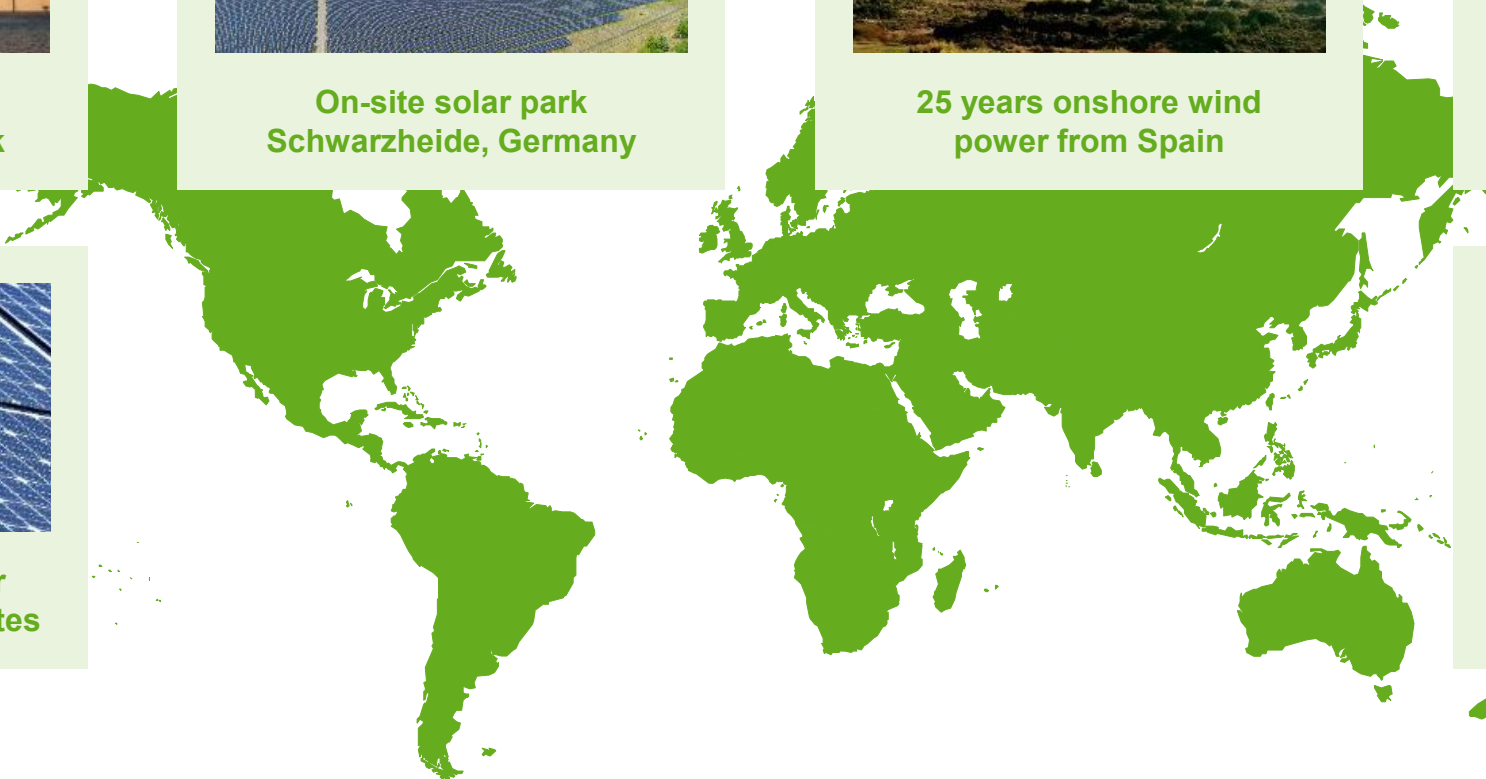 On-site solar park
Schwarzheide, Germany
25 years onshore wind
power from Spain